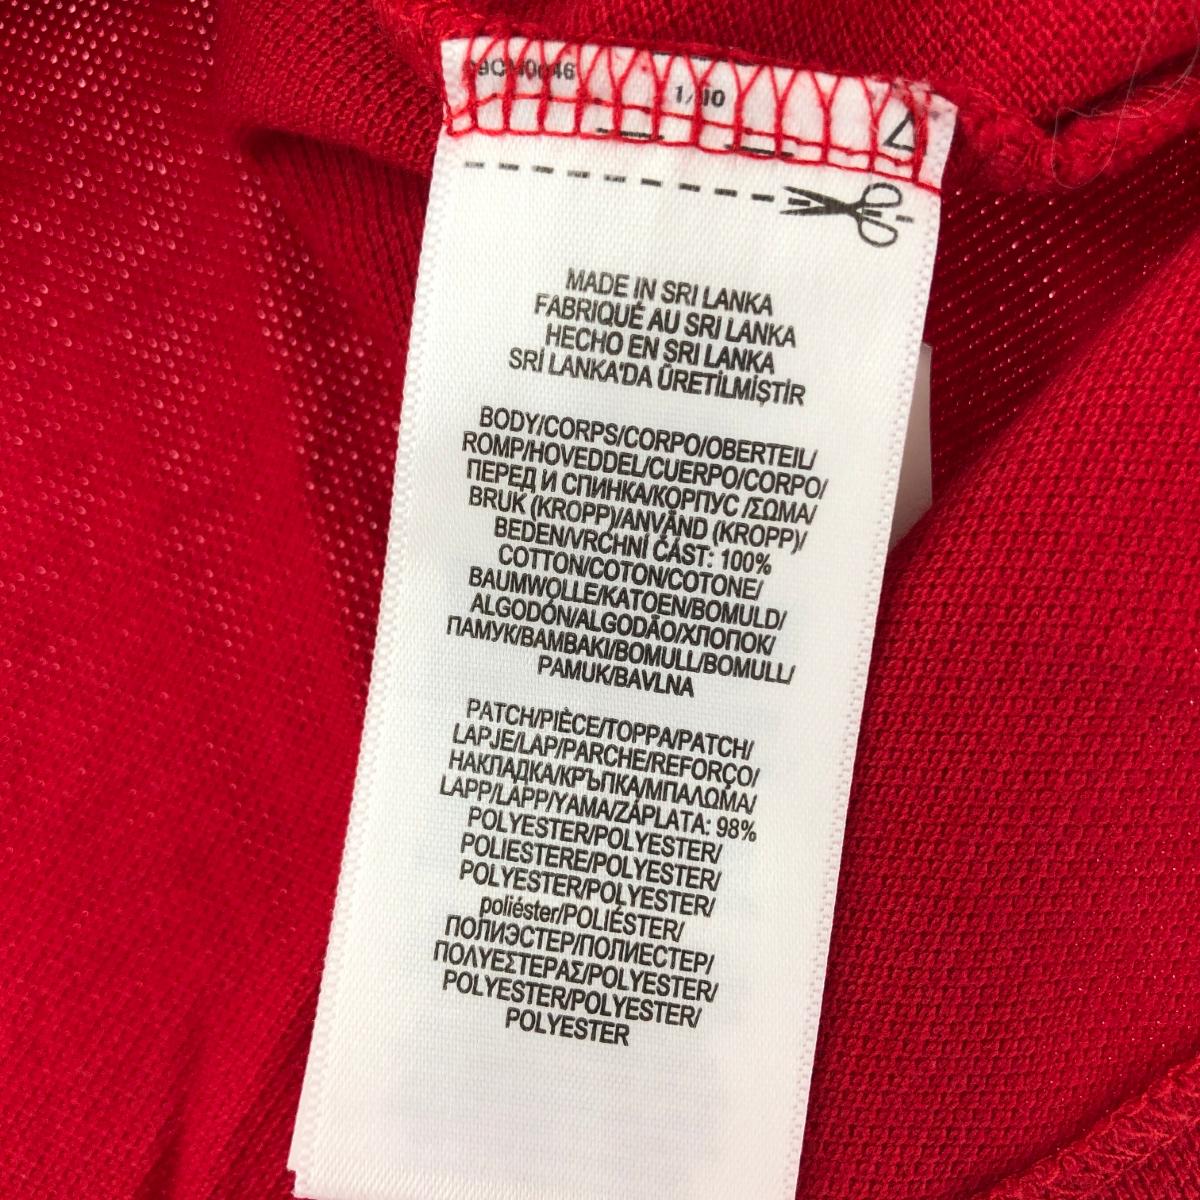 1/10
MADE IN SRI LANKA
FABRIQUÉ AU SRI LANKA
HECHO EN SRI LANKA
SRİ LANKA'DA ÜRETİLMİŞTİR
BODY/CORPS/CORPO/OBERTEIL/
ROMP/HOVEDDEL/CUERPO/CORPO/
ПЕРЕД И СПИНКА/КОРПУС /ΣΩΜΑ/
BRUK (KROPP)/ANVÄND (KROPP)/
BEDEN/VRCHNÍ ČÁST: 100%
COTTON/COTON/COTONE/
BAUMWOLLE/KATOEN/BOMULD/
ALGODÓN/ALGODÃO/ХЛОПОК/
ПАМУК/ΒΑΜΒΑΚΙ/BOMULL/BOMULL/
PAMUK/BAVLNA
PATCH/PIÈCE/TOPPA/PATCH/
LAPJE/LAP/PARCHE/REFORÇO/
НАКЛАДКА/КРЪПКА/ΜΠΑΛΩΜΑ/
LAPP/LAPP/YAMA/ZÁPLATA: 98%
POLYESTER/POLYESTER/
POLIESTERE/POLYESTER/
POLYESTER/POLYESTER/
poliéster/POLIÉSTER/
ПОЛИЭСТЕР/ПОЛИЕСТЕР/
ΠΟΛΥΕΣΤΕΡΑΣ/POLYESTER/
POLYESTER/POLYESTER/
POLYESTER